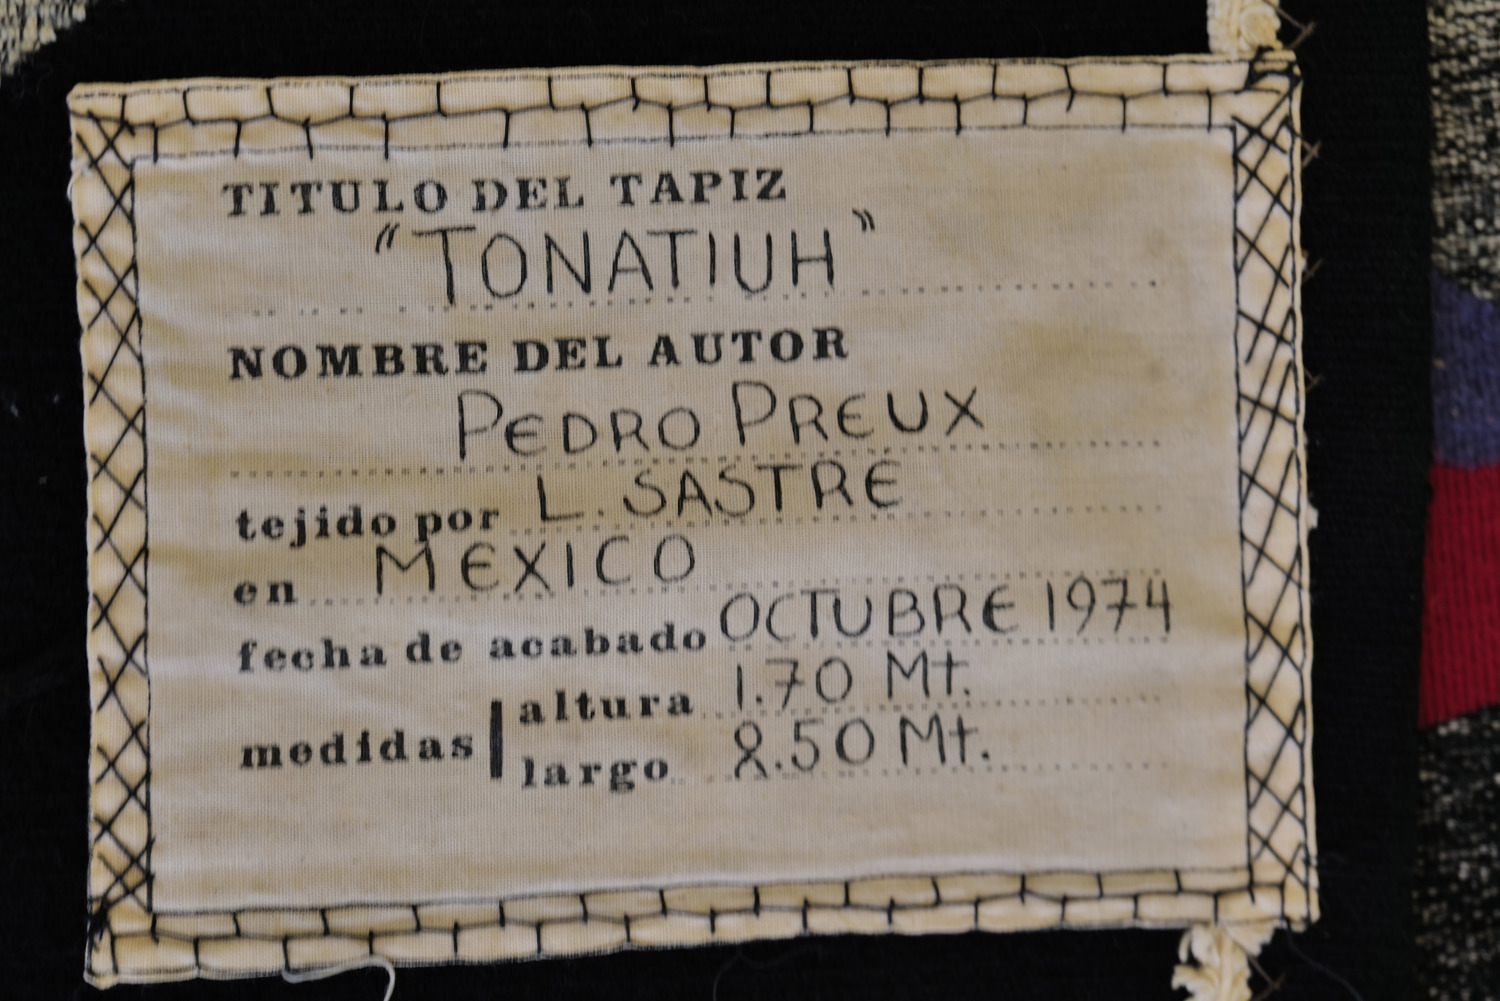 TITULO DEL TAPIZ
"TONATIUH"
NOMBRE DEL AUTOR
PEDRO PREUX
tejido por L. SASTRE
en MEXICO
fecha de acabado OCTUBRE 1974
medidas altura 1.70 Mt.
largo 2.50 Mt.